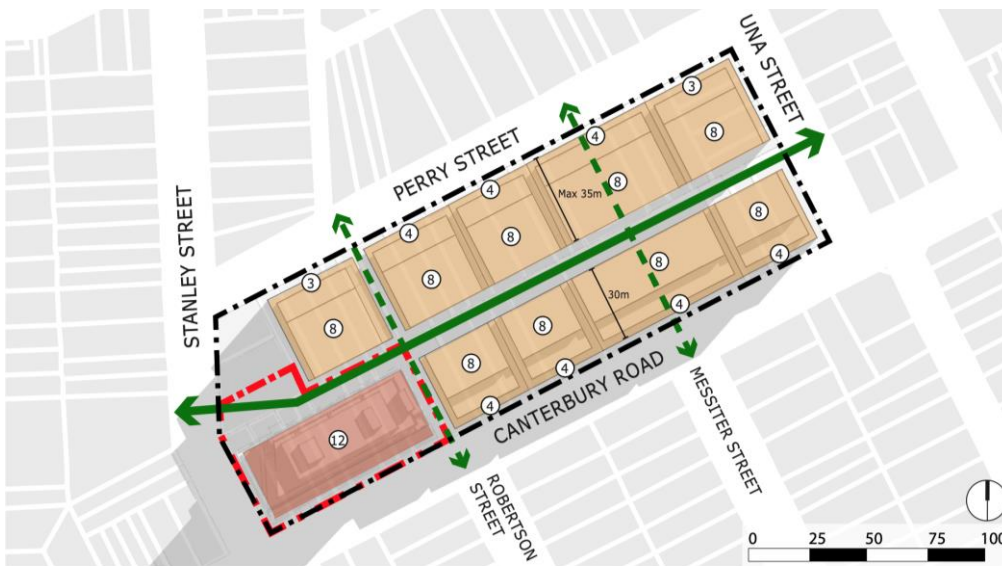 UNA STREET
3
PERRY STREET
4
8
4
Max 35m
8
STANLEY STREET
4
8
8
3
8
4
8
8
30m
8
8
4
4
12
4
CANTERBURY ROAD
MESSITER STREET
ROBERTSON
STREET
0 25 50 75 100